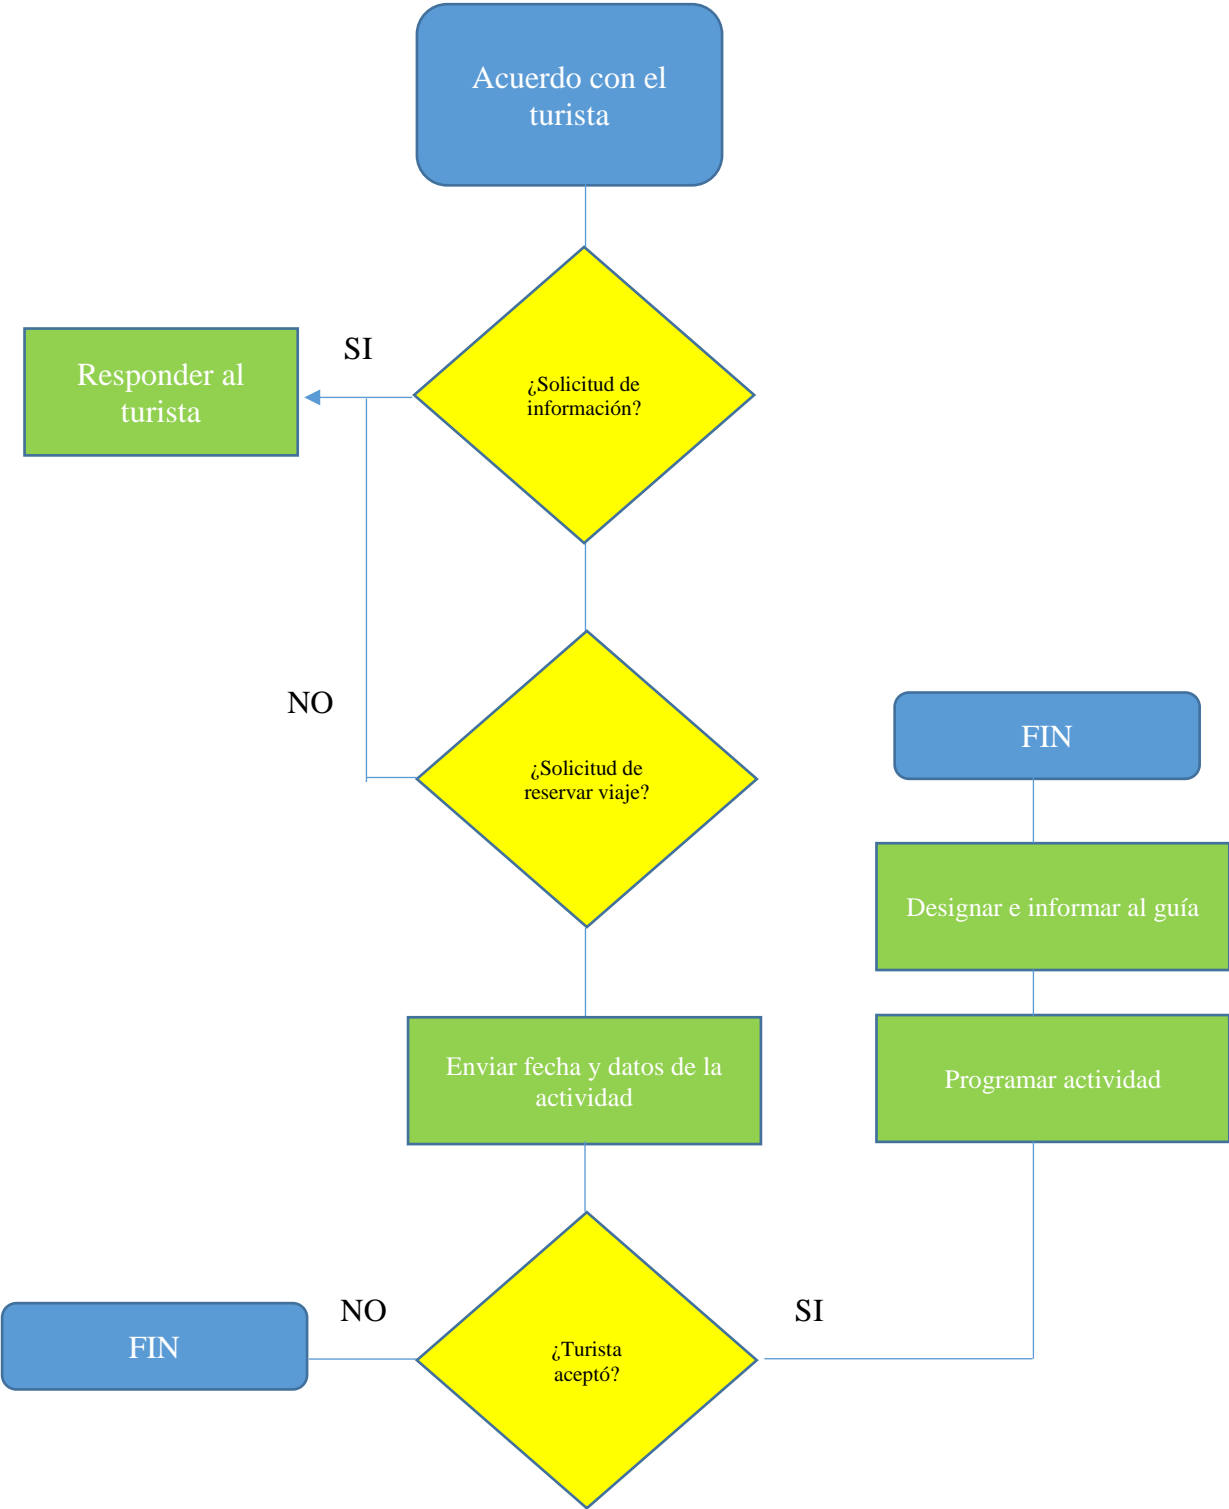 Acuerdo con el
turista
SI
Responder al
turista
¿Solicitud de
información?
NO
¿Solicitud de
reservar viaje?
FIN
Designar e informar al guía
Enviar fecha y datos de la
actividad
Programar actividad
NO
SI
FIN
¿Turista
aceptó?